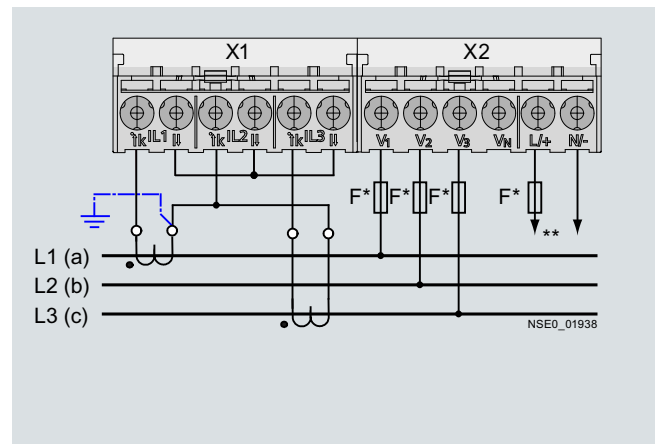 X1 X2
↑k IL1 l↓ ↑k IL2 l↓ ↑k IL3 l↓ V1 V2 V3 VN L/+ N/-
F* F* F* F*
**
L1 (a)
L2 (b)
L3 (c)
NSE0_01938